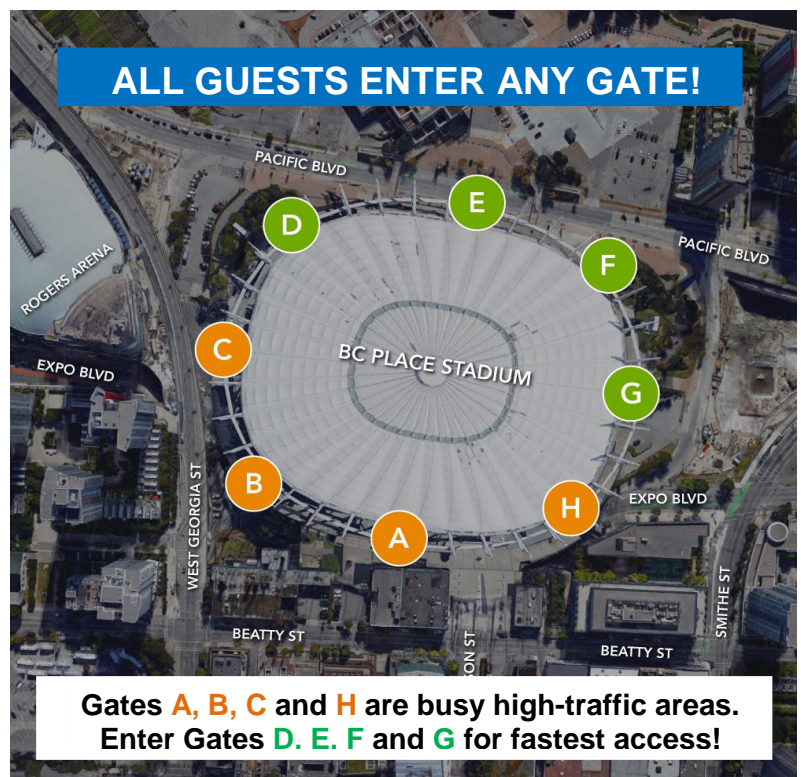 ALL GUESTS ENTER ANY GATE!
PACIFIC BLVD
E
D
PACIFIC BLVD
F
ROGERS ARENA
C
BC PLACE STADIUM
EXPO BLVD
G
B
EXPO BLVD
H
WEST GEORGIA ST
A
SMITHE ST
BEATTY ST
BEATTY ST
SON ST
Gates A, B, C and H are busy high-traffic areas.
Enter Gates D. E. F and G for fastest access!